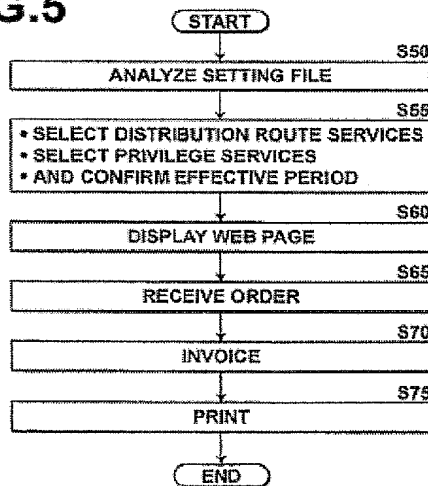 G.5
START
S50
ANALYZE SETTING FILE
S55
• SELECT DISTRIBUTION ROUTE SERVICES
• SELECT PRIVILEGE SERVICES
• AND CONFIRM EFFECTIVE PERIOD
S60
DISPLAY WEB PAGE
S65
RECEIVE ORDER
S70
INVOICE
S75
PRINT
END